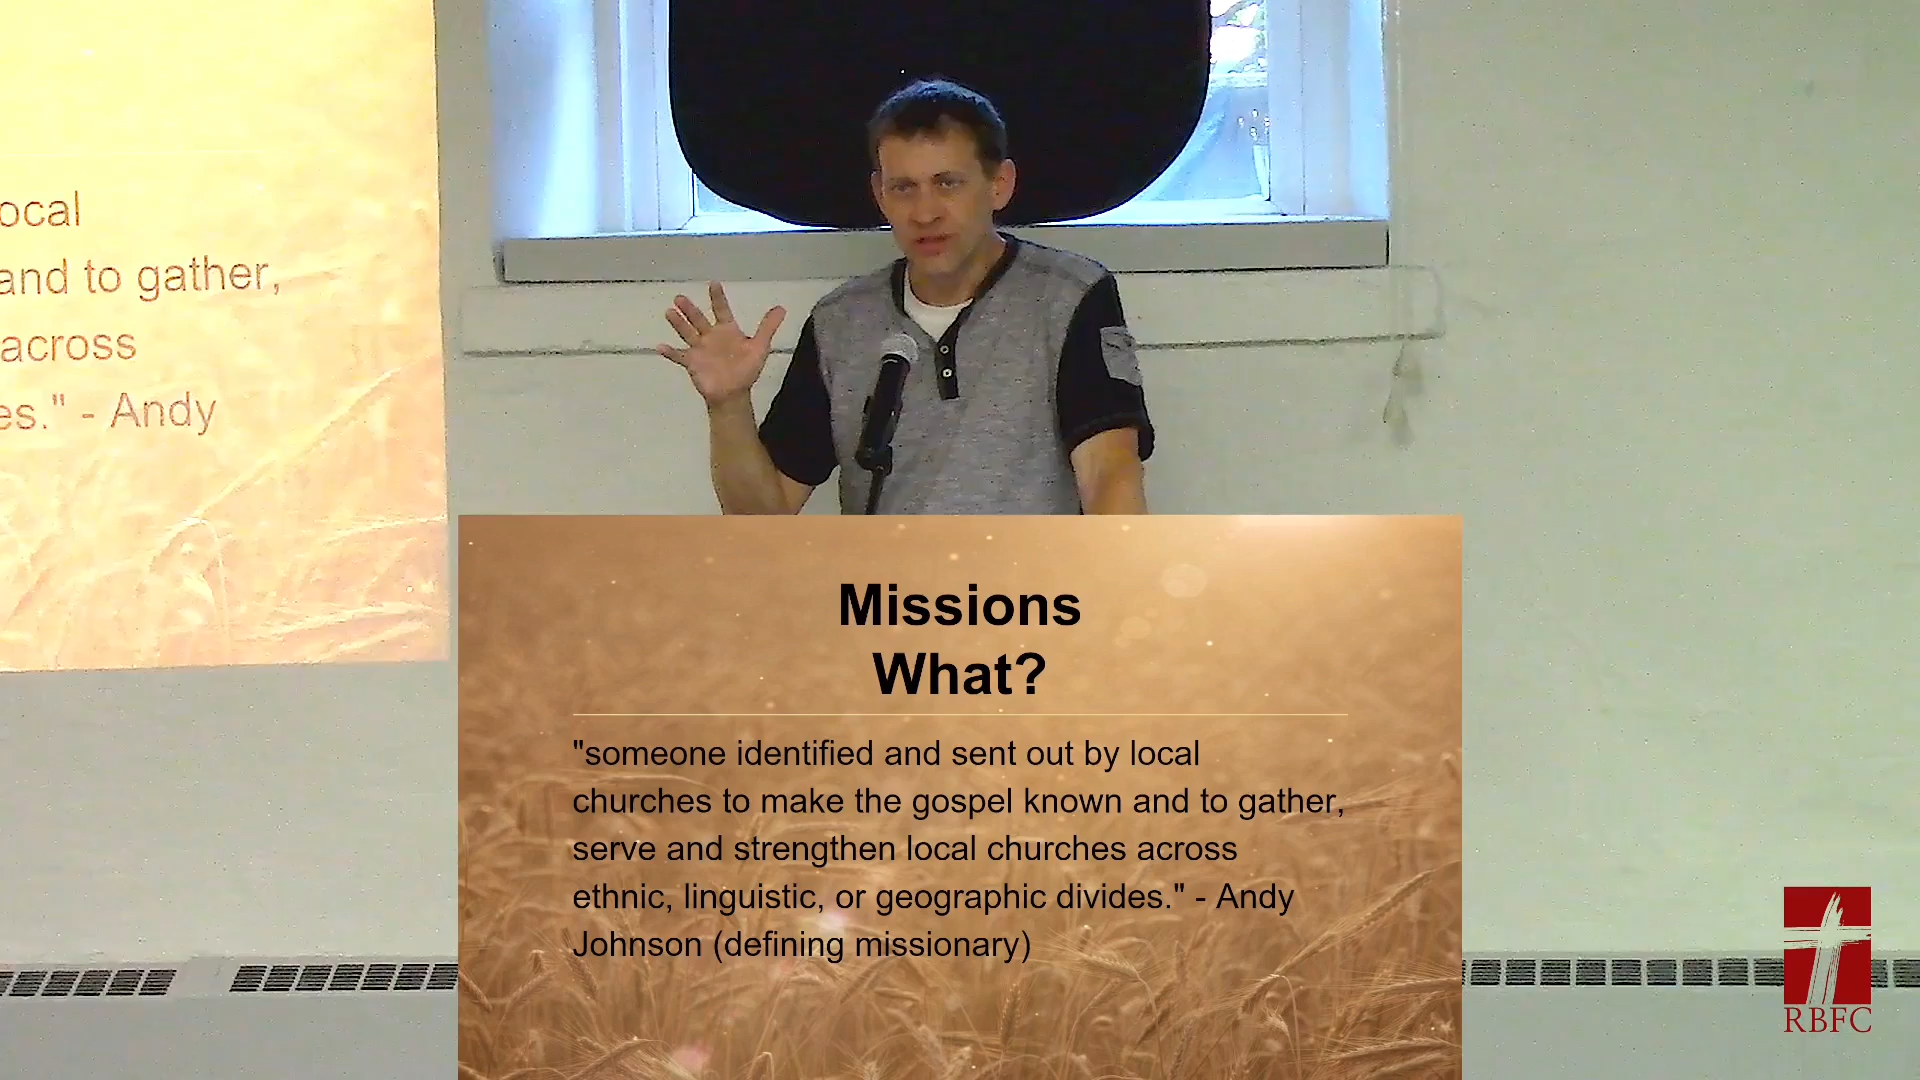 ocal
and to gather,
across
es." - Andy
Missions
What?
"someone identified and sent out by local
churches to make the gospel known and to gather,
serve and strengthen local churches across
ethnic, linguistic, or geographic divides." - Andy
Johnson (defining missionary)
RBFC